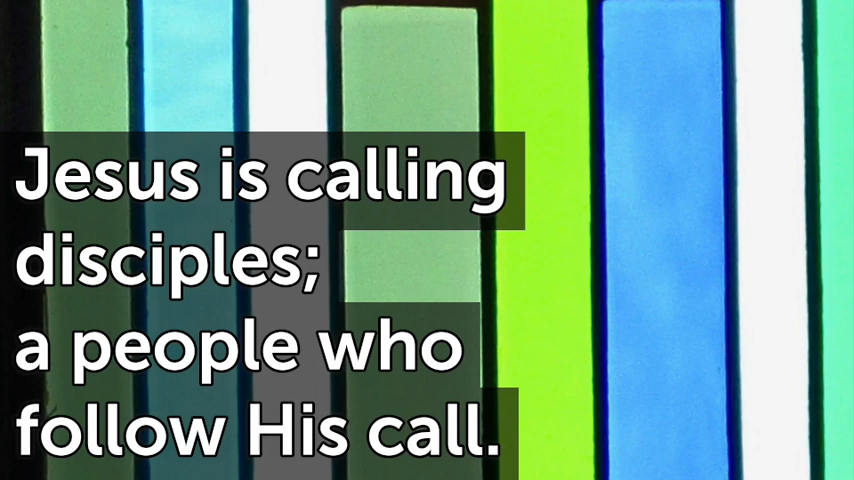 Jesus is calling
disciples;
a people who
follow His call.